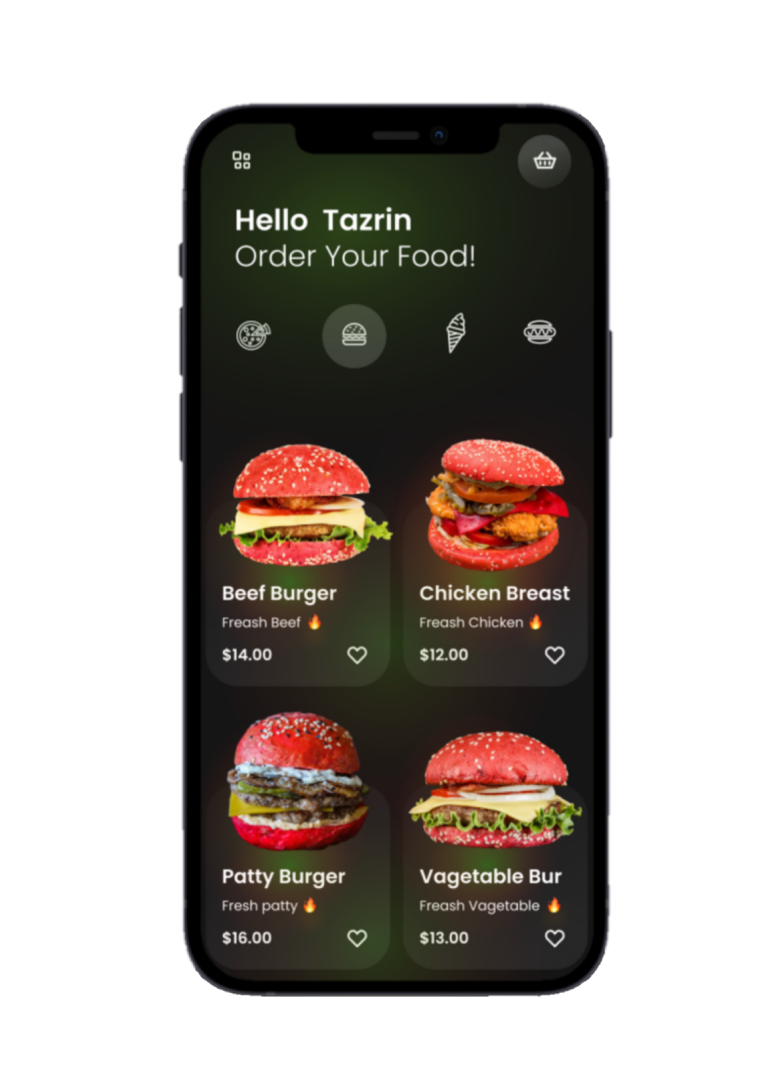 Hello Tazrin
Order Your Food!
Beef Burger
Freash Beef 🔥
$14.00
Chicken Breast
Freash Chicken 🔥
$12.00
Patty Burger
Fresh patty 🔥
$16.00
Vagetable Bur
Freash Vagetable 🔥
$13.00